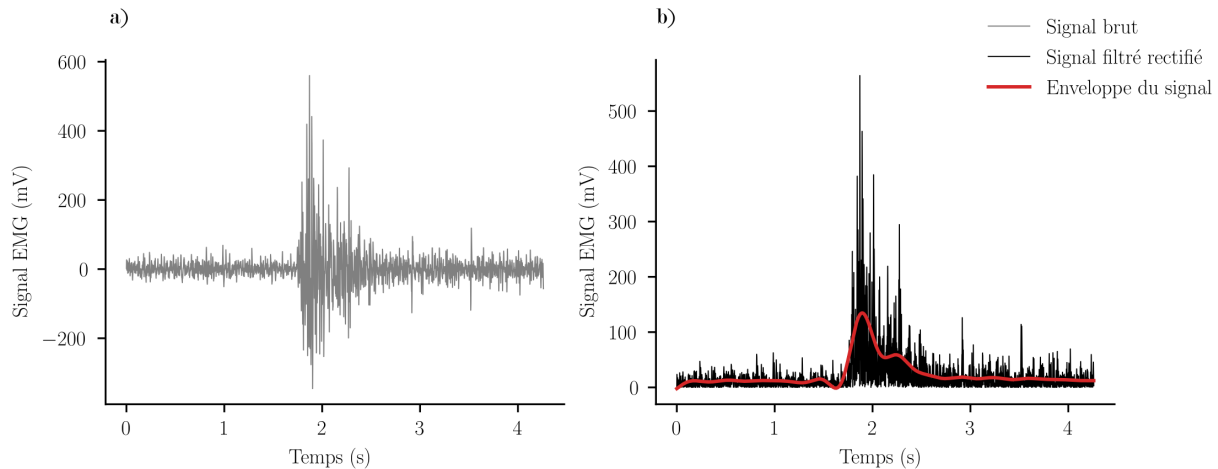 a)
Signal EMG (mV)
600
400
200
0
−200
0 1 2 3 4
Temps (s)
b)
Signal brut
Signal filtré rectifié
Enveloppe du signal
Signal EMG (mV)
500
400
300
200
100
0
0 1 2 3 4
Temps (s)